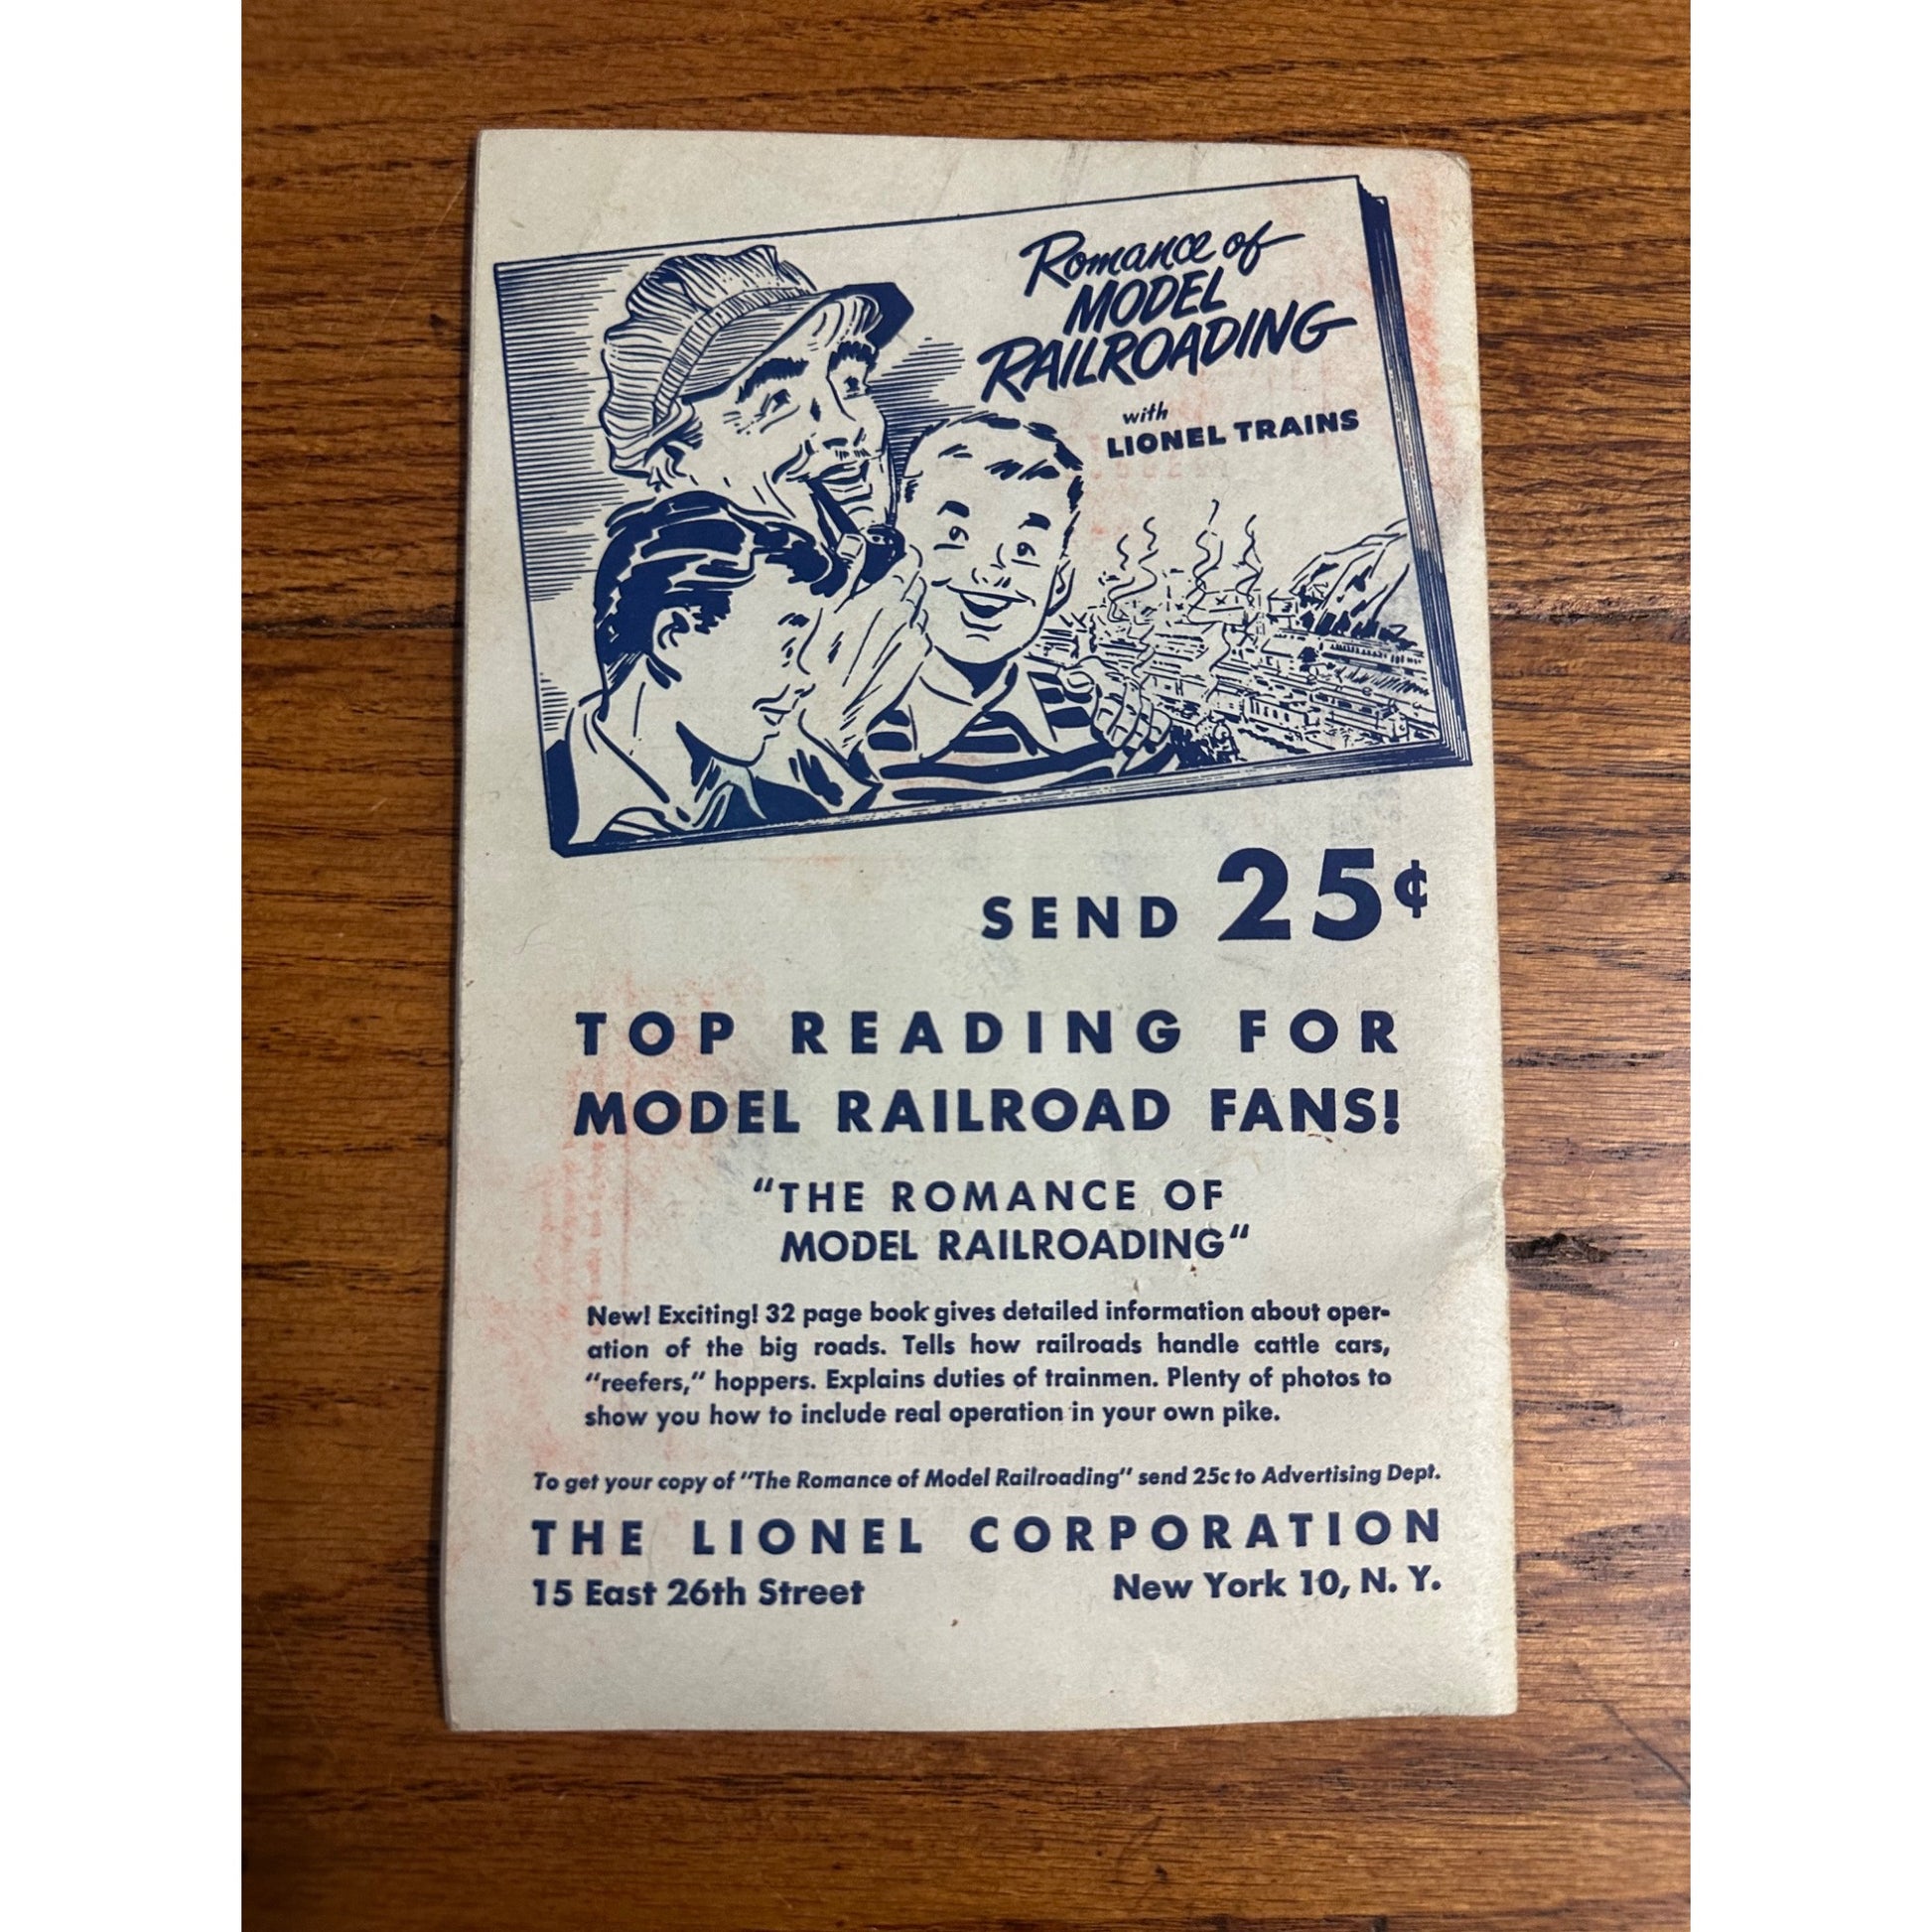 Romance of
MODEL
RAILROADING
with
LIONEL TRAINS
SEND 25¢
TOP READING FOR
MODEL RAILROAD FANS!
“THE ROMANCE OF
MODEL RAILROADING“
New! Exciting! 32 page book gives detailed information about oper-
ation of the big roads. Tells how railroads handle cattle cars,
“reefers,“ hoppers. Explains duties of trainmen. Plenty of photos to
show you how to include real operation in your own pike.
To get your copy of "The Romance of Model Railroading" send 25c to Advertising Dept.
THE LIONEL CORPORATION
15 East 26th Street New York 10, N. Y.